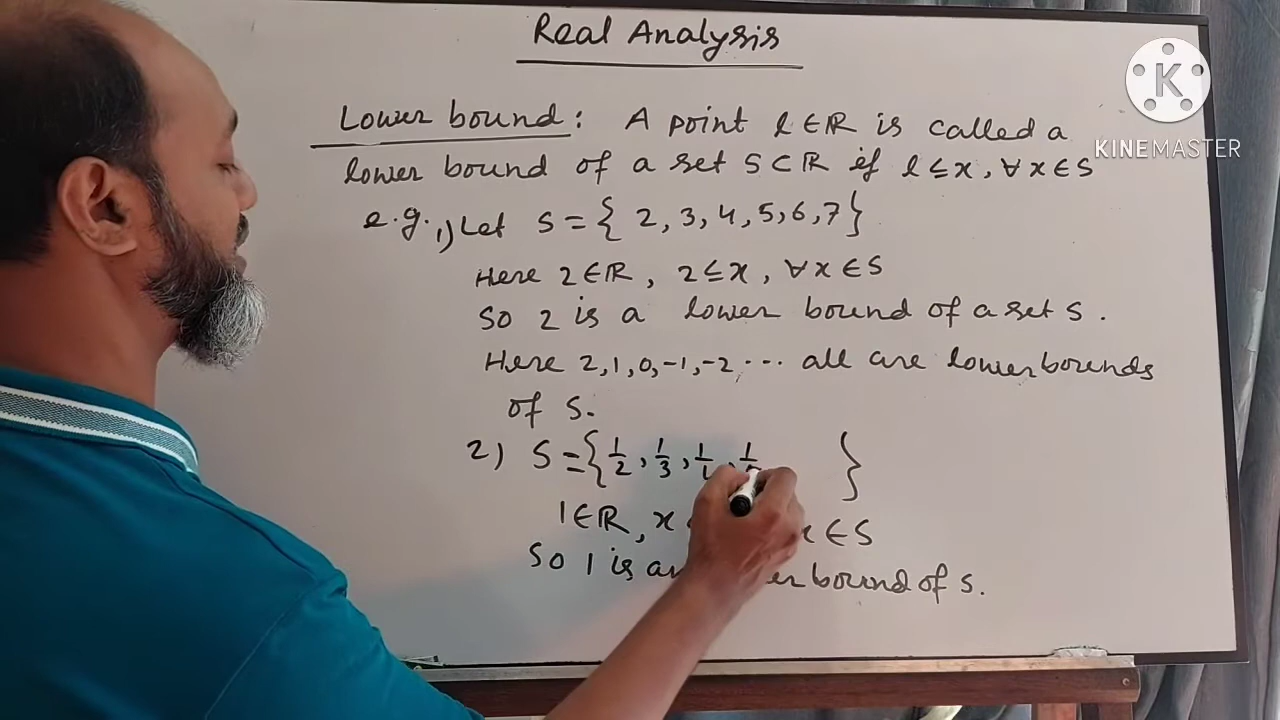 Real Analysis
Lower bound: A point l∈ℝ is called a
lower bound of a set S⊂ℝ if l≤x, ∀x∈S
e.g. 1) Let S={ 2, 3, 4, 5, 6, 7}
Here 2∈ℝ, 2≤x, ∀x∈S
So 2 is a lower bound of a set S.
Here 2, 1, 0, -1, -2, ... all are lower bounds
of S.
2) S={1/2, 1/3, 1/4, }
1∈ℝ, x x∈S
So 1 is an bound of S.
K
KINEMASTER